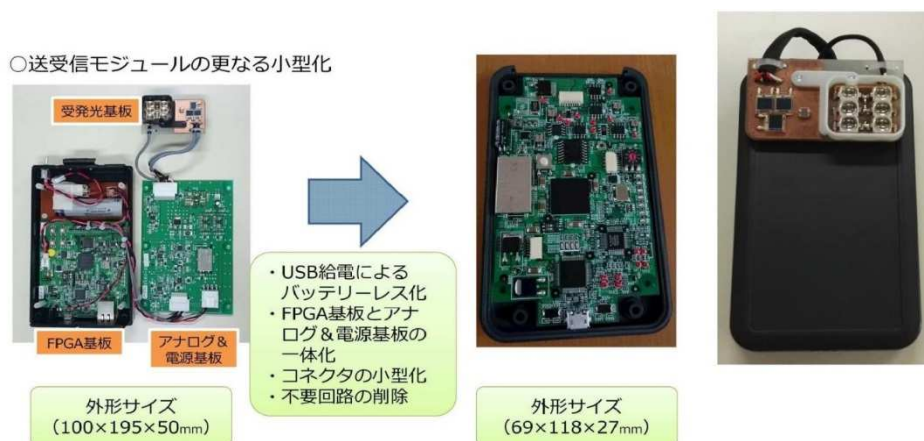 ○送受信モジュールの更なる小型化
受発光基板
FPGA基板
アナログ＆
電源基板
外形サイズ
（100×195×50mm）
・USB給電による
バッテリーレス化
・FPGA基板とアナ
ログ＆電源基板の
一体化
・コネクタの小型化
・不要回路の削除
外形サイズ
（69×118×27mm）